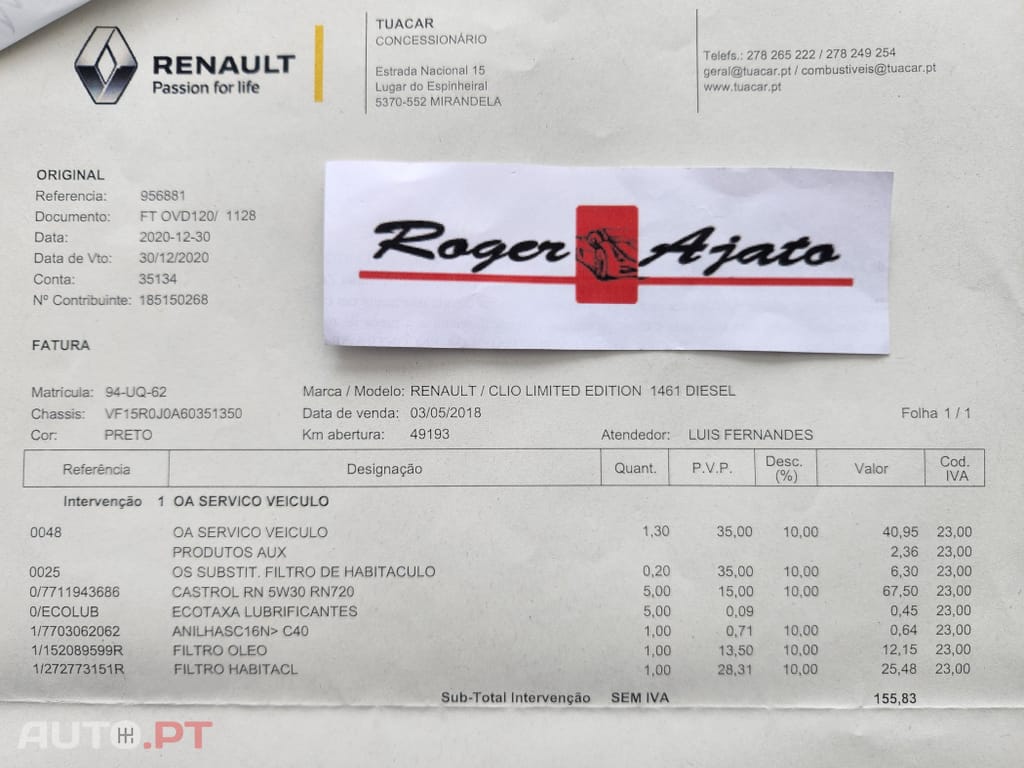 RENAULT
Passion for life
TUACAR
CONCESSIONÁRIO
Estrada Nacional 15
Lugar do Espinheiral
5370-552 MIRANDELA
Telefs.: 278 265 222 / 278 249 254
geral@tuacar.pt / combustiveis@tuacar.pt
www.tuacar.pt
ORIGINAL
Referencia: 956881
Documento: FT OVD120/ 1128
Data: 2020-12-30
Data de Vto: 30/12/2020
Conta: 35134
Nº Contribuinte: 185150268
Roger Ajato
FATURA
Matrícula: 94-UQ-62 Marca / Modelo: RENAULT / CLIO LIMITED EDITION 1461 DIESEL
Chassis: VF15R0J0A60351350 Data de venda: 03/05/2018 Folha 1 / 1
Cor: PRETO Km abertura: 49193 Atendedor: LUIS FERNANDES
Referência Designação Quant. P.V.P. Desc. (%) Valor Cod. IVA
Intervenção 1 OA SERVICO VEICULO
0048 OA SERVICO VEICULO 1,30 35,00 10,00 40,95 23,00
PRODUTOS AUX 2,36 23,00
0025 OS SUBSTIT. FILTRO DE HABITACULO 0,20 35,00 10,00 6,30 23,00
0/7711943686 CASTROL RN 5W30 RN720 5,00 15,00 10,00 67,50 23,00
0/ECOLUB ECOTAXA LUBRIFICANTES 5,00 0,09 0,45 23,00
1/7703062062 ANILHASC16N> C40 1,00 0,71 10,00 0,64 23,00
1/152089599R FILTRO OLEO 1,00 13,50 10,00 12,15 23,00
1/272773151R FILTRO HABITACL 1,00 28,31 10,00 25,48 23,00
Sub-Total Intervenção SEM IVA 155,83
AUTO.PT